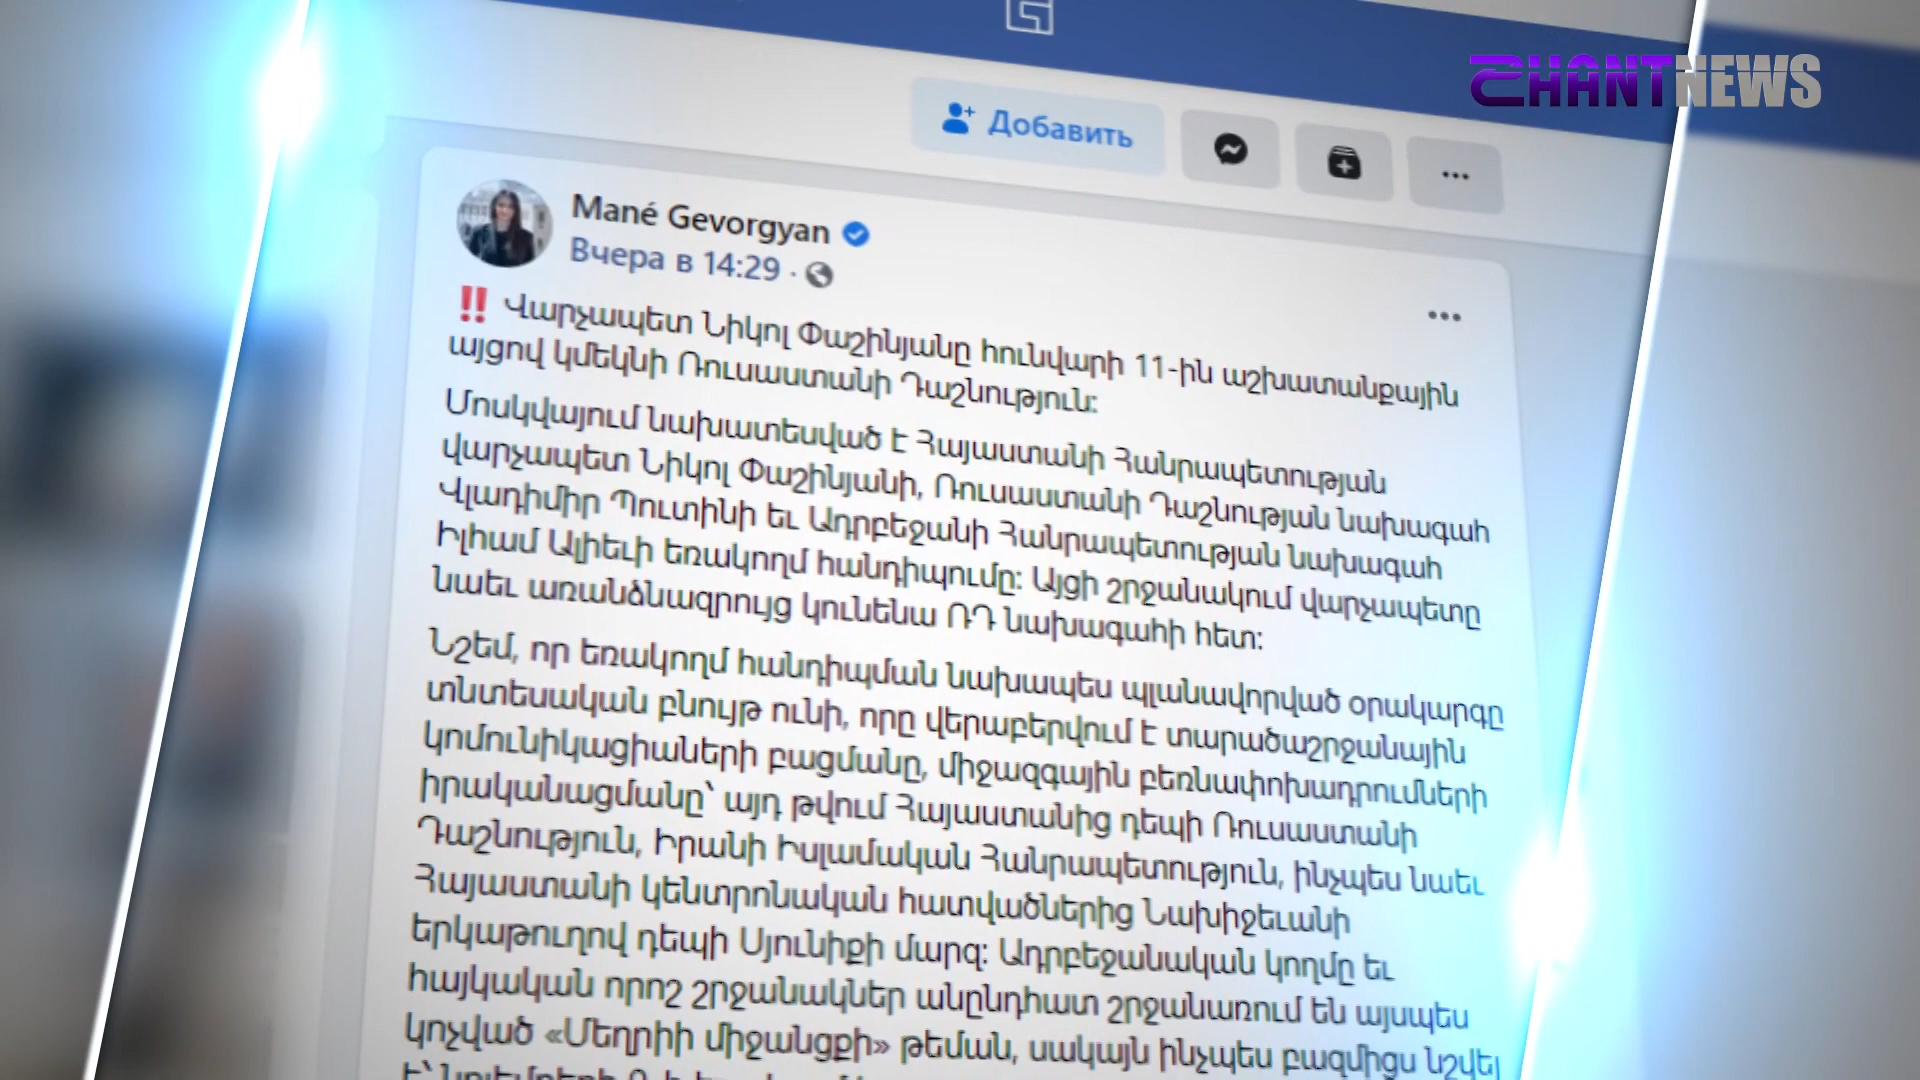 SHANTNEWS
Добавить
Mané Gevorgyan
Вчера в 14:29
‼ Վարչապետ Նիկոլ Փաշինյանը հունվարի 11-ին աշխատանքային
այցով կմեկնի Ռուսաստանի Դաշնություն:
Մոսկվայում նախատեսված է Հայաստանի Հանրապետության
վարչապետ Նիկոլ Փաշինյանի, Ռուսաստանի Դաշնության նախագահ
Վլադիմիր Պուտինի եւ Ադրբեջանի Հանրապետության նախագահ
Իլհամ Ալիեւի եռակողմ հանդիպումը: Այցի շրջանակում վարչապետը
նաեւ առանձնազրույց կունենա ՌԴ նախագահի հետ:
Նշեմ, որ եռակողմ հանդիպման նախապես պլանավորված օրակարգը
տնտեսական բնույթ ունի, որը վերաբերվում է տարածաշրջանային
կոմունիկացիաների բացմանը, միջազգային բեռնափոխադրումների
իրականացմանը՝ այդ թվում Հայաստանից դեպի Ռուսաստանի
Դաշնություն, Իրանի Իսլամական Հանրապետություն, ինչպես նաեւ
Հայաստանի կենտրոնական հատվածներից Նախիջեւանի
երկաթուղով դեպի Սյունիքի մարզ: Ադրբեջանական կողմը եւ
հայկական որոշ շրջանակներ անընդհատ շրջանառում են այսպես
կոչված «Մեղրիի միջանցքի» թեման, սակայն ինչպես բազմիցս նշվել